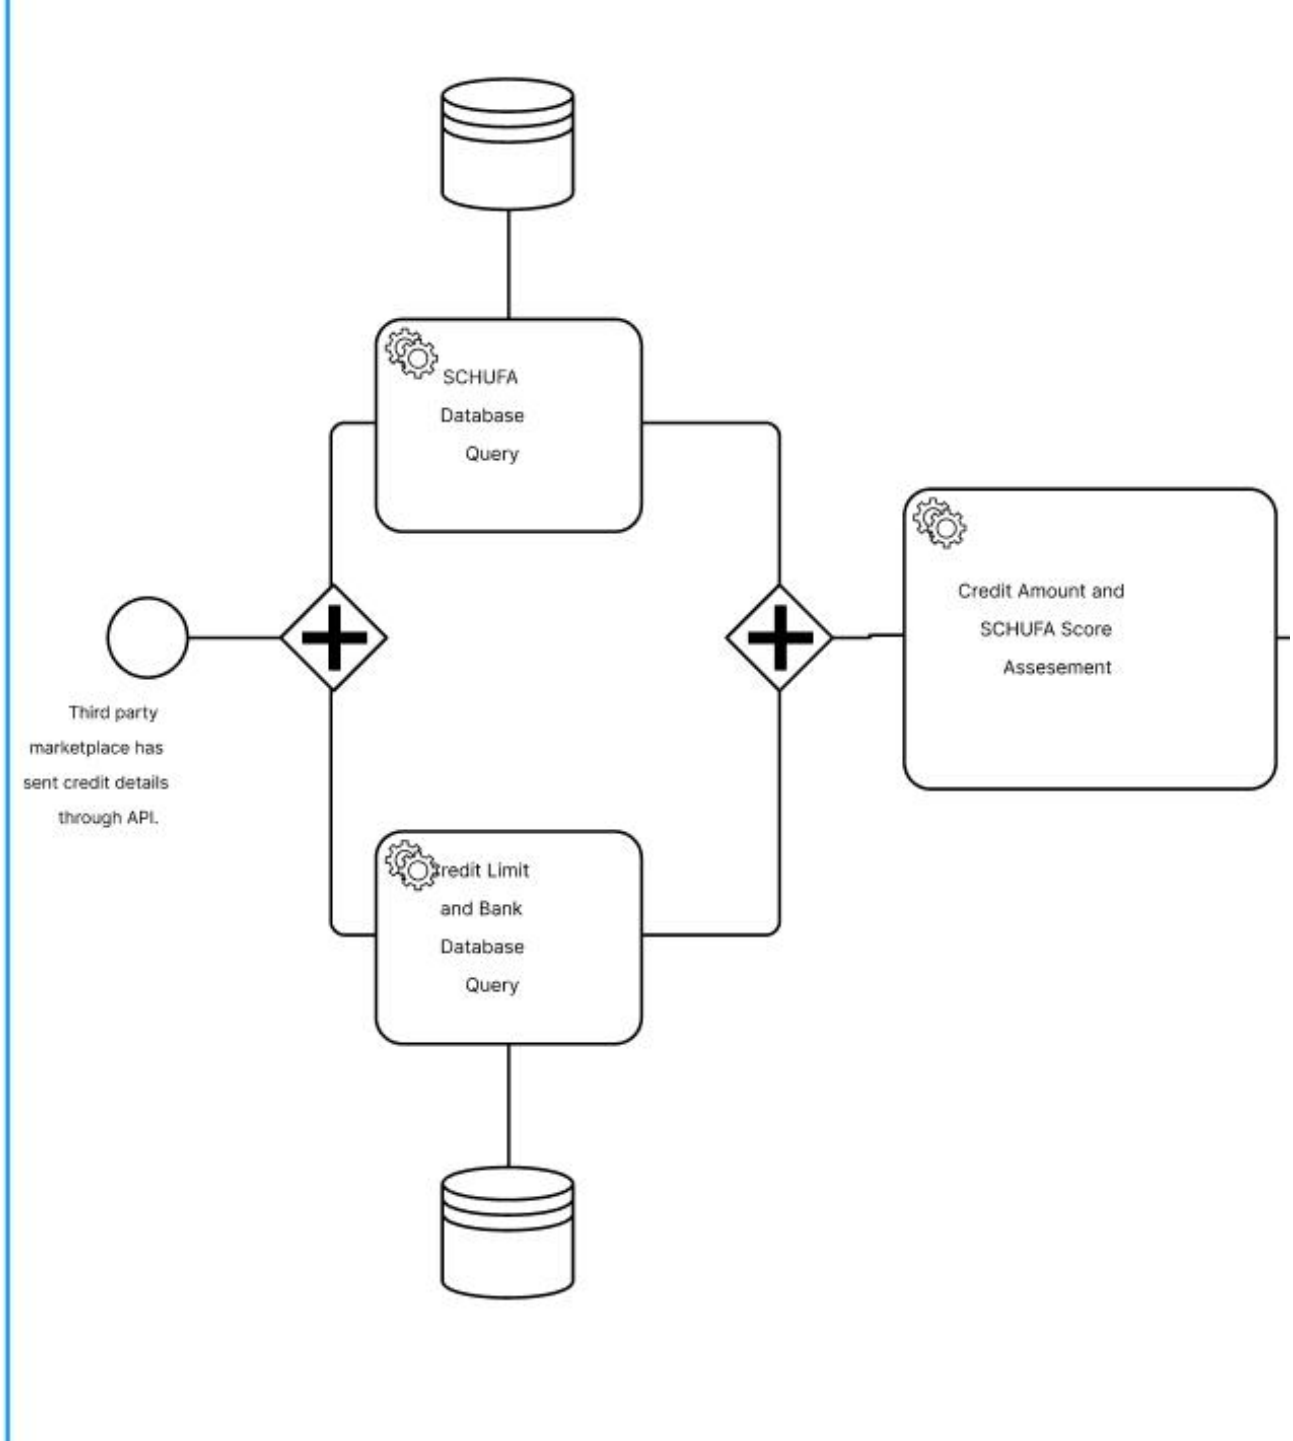 SCHUFA
Database
Query
Third party
marketplace has
sent credit details
through API.
Credit Amount and
SCHUFA Score
Assesement
redit Limit
and Bank
Database
Query